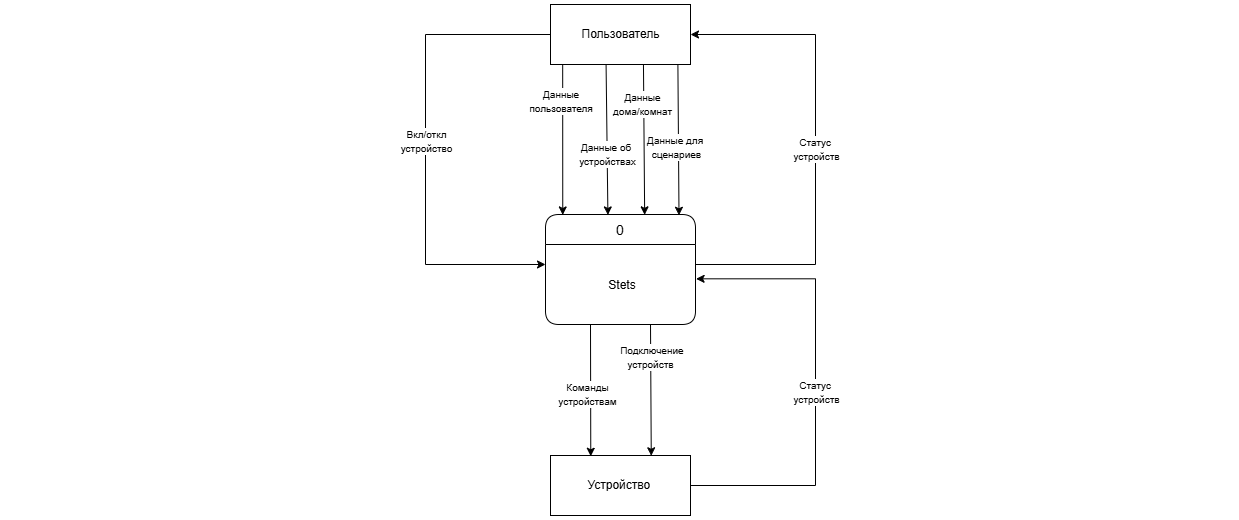 Пользователь
Данные
пользователя
Данные
дома/комнат
Вкл/откл
устройство
Данные об
устройствах
Данные для
сценариев
Статус
устройств
0
Stets
Подключение
устройств
Команды
устройствам
Статус
устройств
Устройство